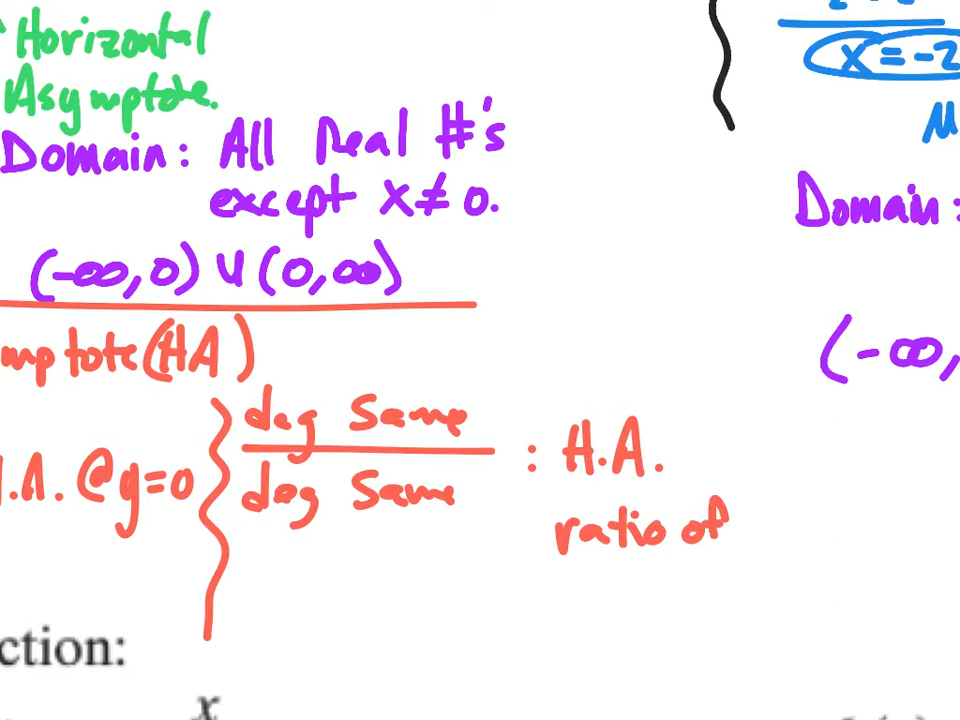 Horizontal
Asymptote.
Domain: All Real #'s
except x ≠ 0.
(-∞, 0) ∪ (0, ∞)
x = -2
Domain:
(-∞,
mptote (HA)
.A. @ y=0
deg Same
deg Same
: H.A.
ratio of
ction:
x